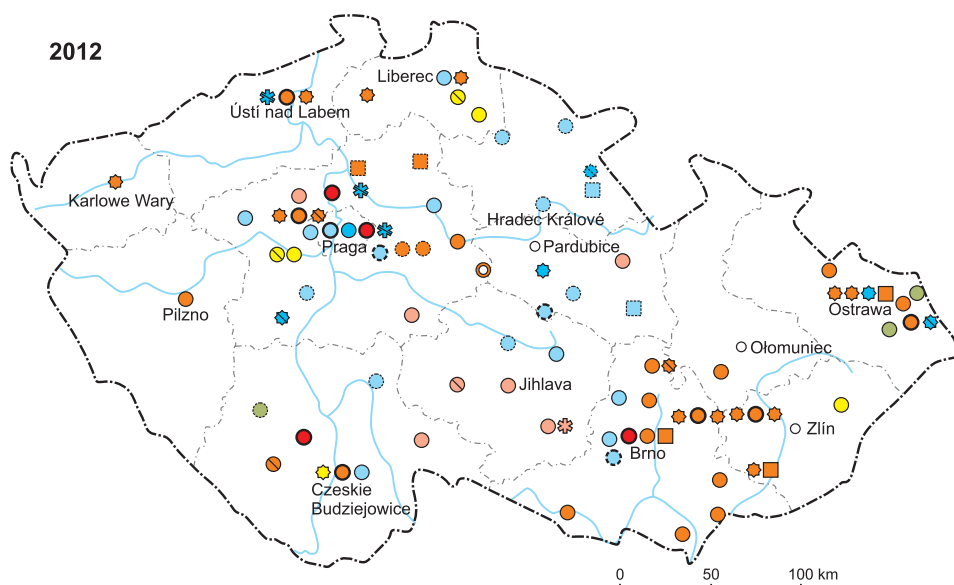 2012
Liberec
Ústí nad Labem
Karlowe Wary
Hradec Králové
Praga
Pardubice
Pilzno
Ostrawa
Ołomuniec
Jihlava
Zlín
Brno
Czeskie
Budziejowice
0 50 100 km